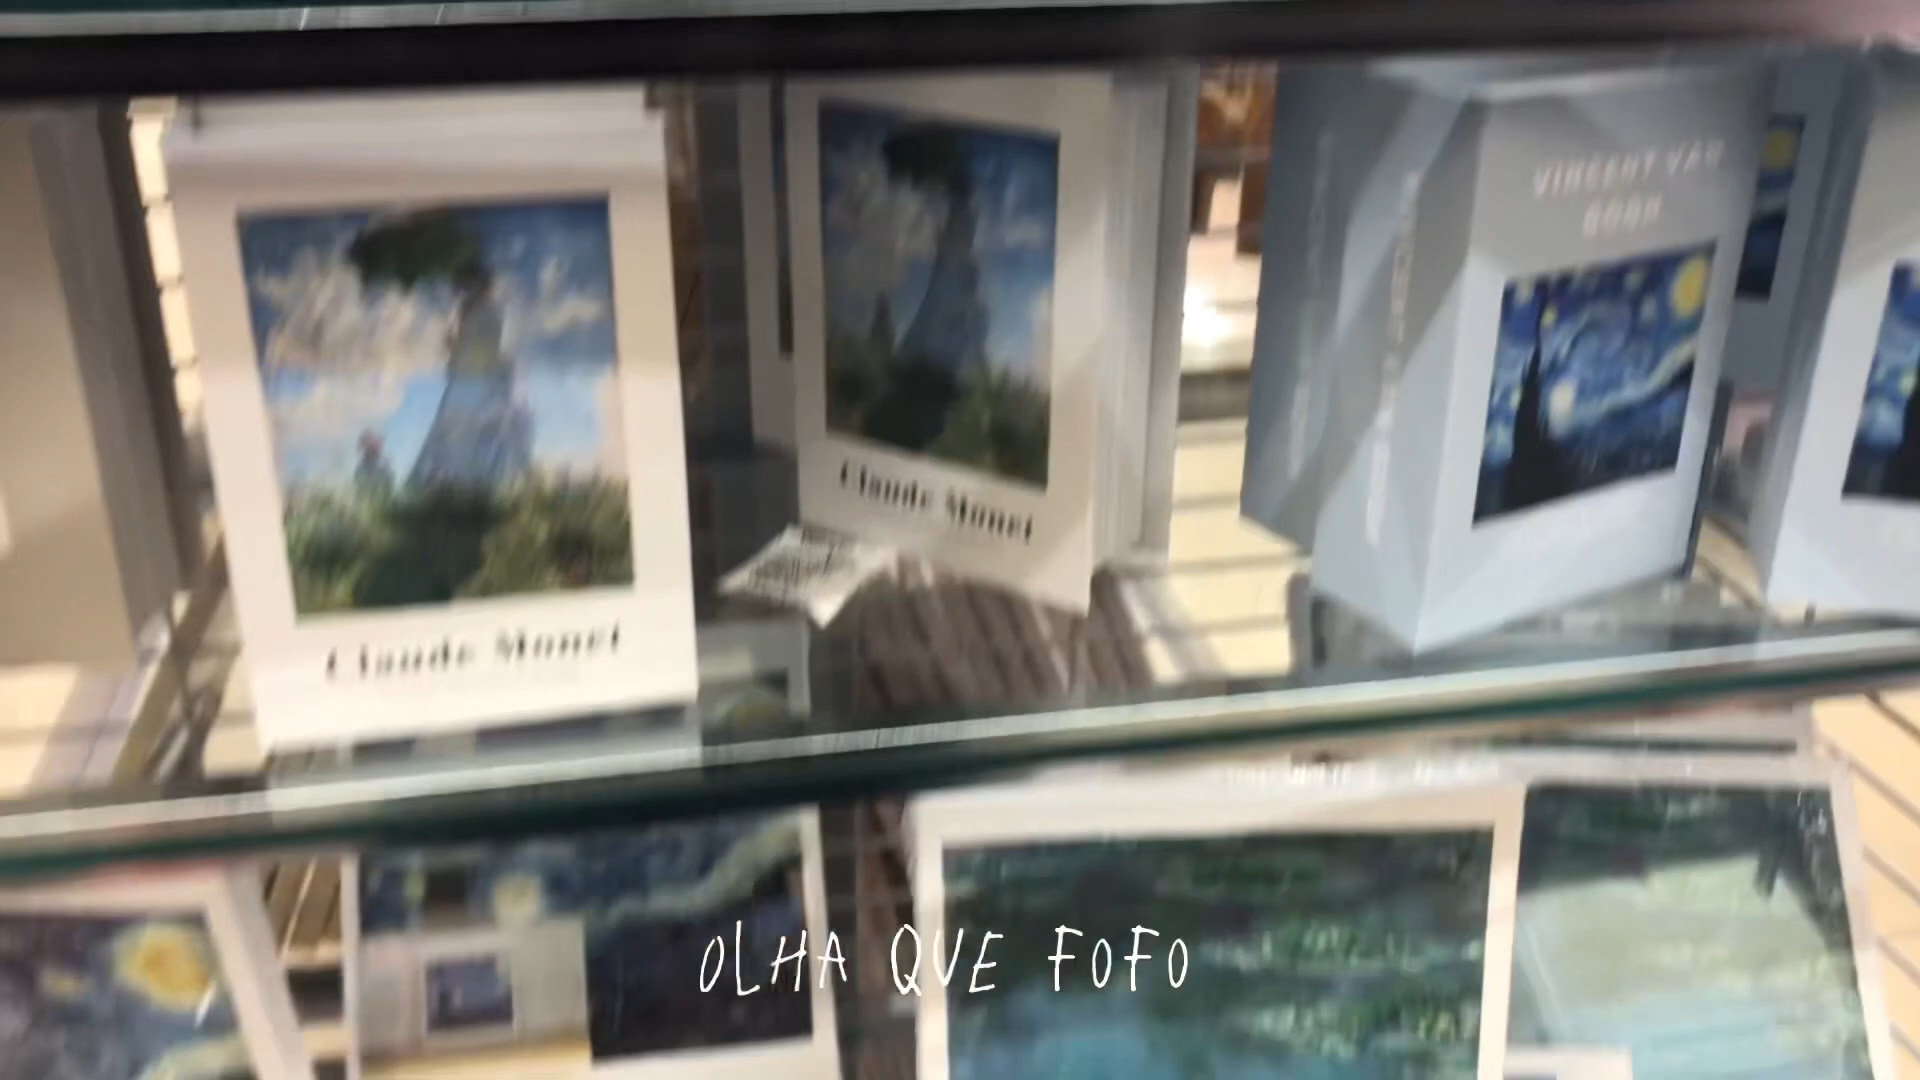 VINCENT VAN
GOGH
Claude Monet
Claude Monet
OLHA QUE FOFO